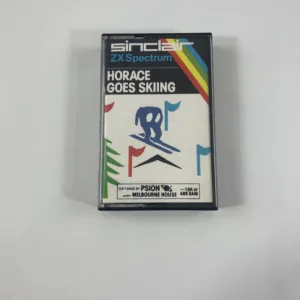 sinclair
ZX Spectrum
HORACE
GOES SKIING
SOFTWARE BY PSION
MELBOURNE HOUSE
16K or
48K RAM